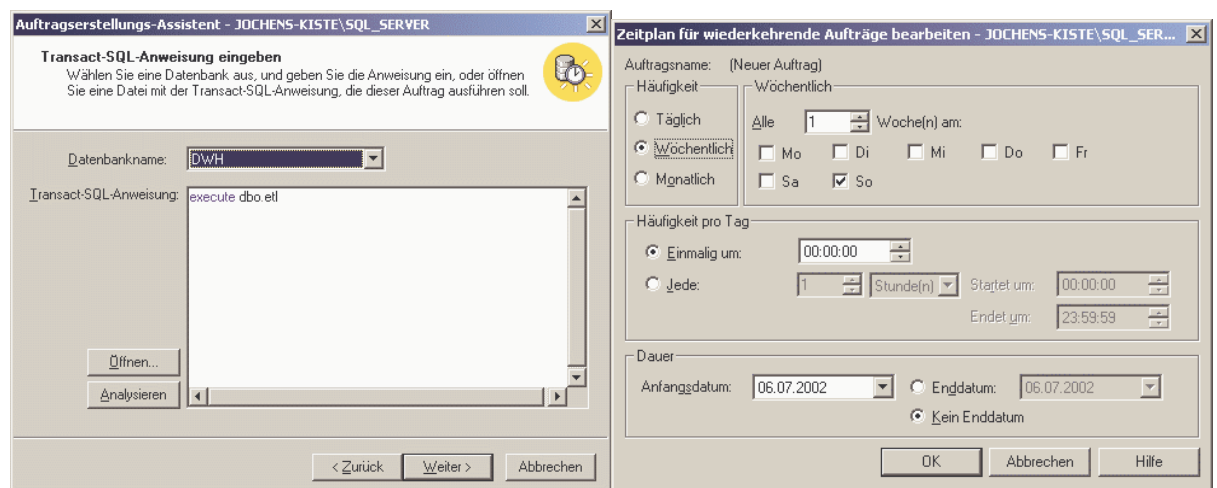 Auftragserstellungs-Assistent - JOCHENS-KISTE\SQL_SERVER
Transact-SQL-Anweisung eingeben
Wählen Sie eine Datenbank aus, und geben Sie die Anweisung ein, oder öffnen
Sie eine Datei mit der Transact-SQL-Anweisung, die dieser Auftrag ausführen soll.
Datenbankname: DWH
Transact-SQL-Anweisung: execute dbo.etl
Öffnen...
Analysieren
< Zurück Weiter > Abbrechen
Zeitplan für wiederkehrende Aufträge bearbeiten - JOCHENS-KISTE\SQL_SER...
Auftragsname: (Neuer Auftrag)
Häufigkeit
Täglich
Wöchentlich
Monatlich
Wöchentlich
Alle 1 Woche(n) am:
Mo Di Mi Do Fr
Sa So
Häufigkeit pro Tag
Einmalig um: 00:00:00
Jede: 1 Stunde(n) Startet um: 00:00:00
Endet um: 23:59:59
Dauer
Anfangsdatum: 06.07.2002 Enddatum: 06.07.2002
Kein Enddatum
OK Abbrechen Hilfe